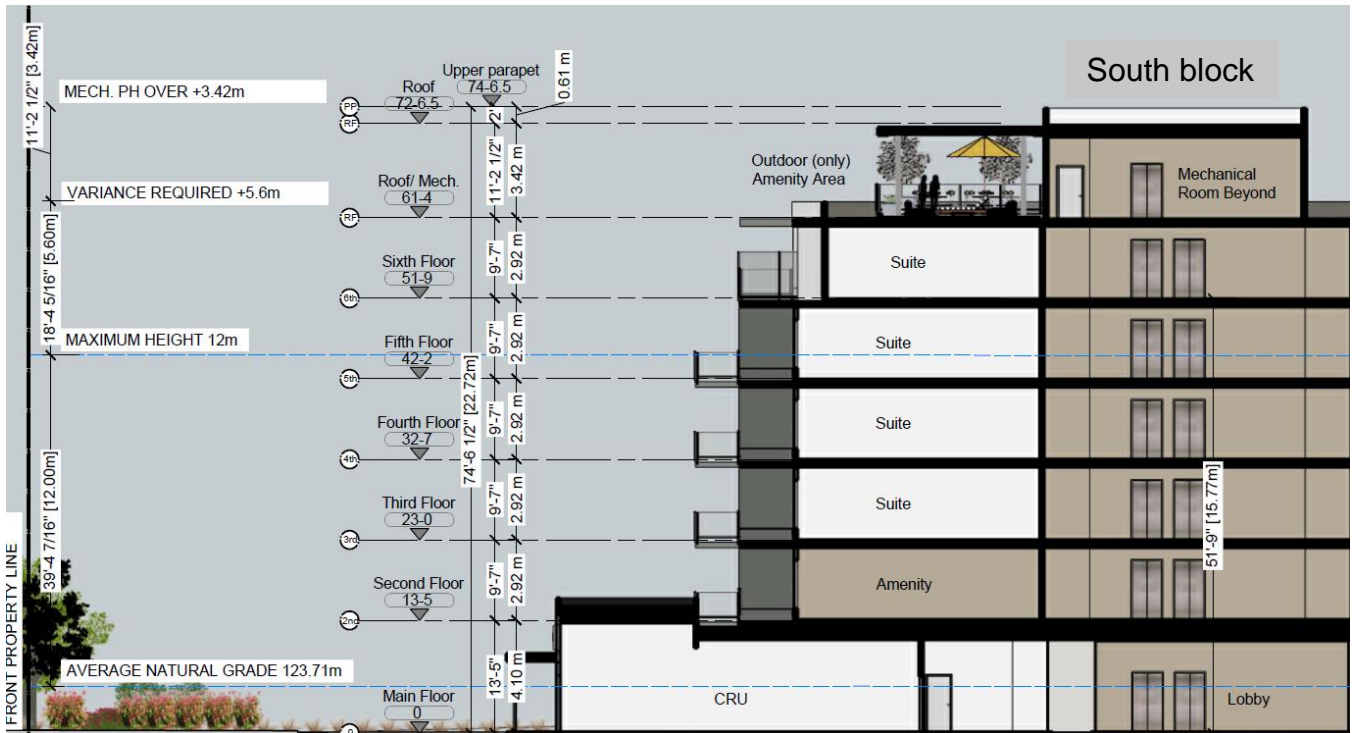 South block
11'-2 1/2" [3.42m]
MECH. PH OVER +3.42m
VARIANCE REQUIRED +5.6m
18'-4 5/16" [5.60m]
MAXIMUM HEIGHT 12m
39'-4 7/16" [12.00m]
FRONT PROPERTY LINE
AVERAGE NATURAL GRADE 123.71m
Upper parapet
74-6.5
Roof
72-6.5
PP
RF
Roof/ Mech.
61-4
RF
Sixth Floor
51-9
6th
Fifth Floor
42-2
5th
Fourth Floor
32-7
4th
Third Floor
23-0
3rd
Second Floor
13-5
2nd
Main Floor
0
74'-6 1/2" [22.72m]
2'
0.61 m
11'-2 1/2"
3.42 m
9'-7"
2.92 m
9'-7"
2.92 m
9'-7"
2.92 m
9'-7"
2.92 m
9'-7"
2.92 m
13'-5"
4.10 m
Outdoor (only)
Amenity Area
Mechanical
Room Beyond
Suite
Suite
Suite
Suite
Amenity
51'-9" [15.77m]
CRU
Lobby